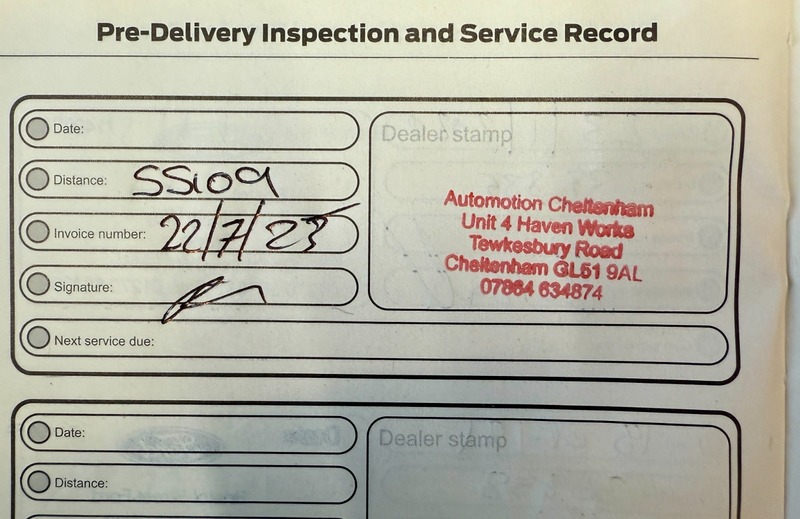 Pre-Delivery Inspection and Service Record
Date:
Distance: 55109
Invoice number: 22/7/23
Signature:
Next service due:
Dealer stamp
Automotion Cheltenham
Unit 4 Haven Works
Tewkesbury Road
Cheltenham GL51 9AL
07864 634874
Date:
Distance:
Dealer stamp